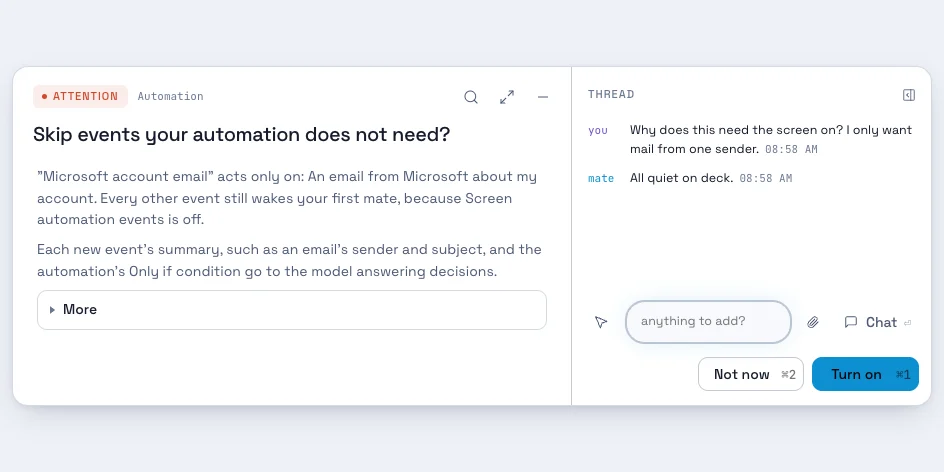 ATTENTION
Automation
Skip events your automation does not need?
"Microsoft account email" acts only on: An email from Microsoft about my
account. Every other event still wakes your first mate, because Screen
automation events is off.
Each new event's summary, such as an email's sender and subject, and the
automation's Only if condition go to the model answering decisions.
More
THREAD
you Why does this need the screen on? I only want
mail from one sender. 08:58 AM
mate All quiet on deck. 08:58 AM
anything to add?
Chat ⏎
Not now ⌘2
Turn on ⌘1